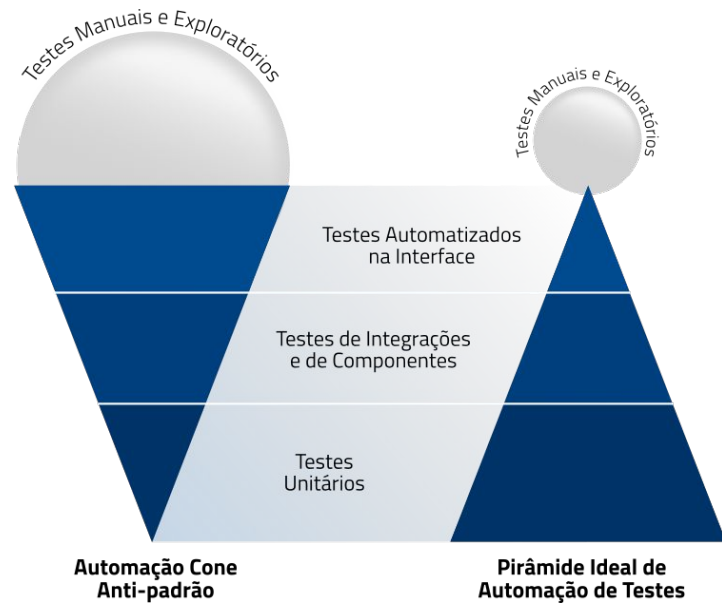 Testes Manuais e Exploratórios
Testes Manuais e Exploratórios
Testes Automatizados
na Interface
Testes de Integrações
e de Componentes
Testes
Unitários
Automação Cone
Anti-padrão
Pirâmide Ideal de
Automação de Testes